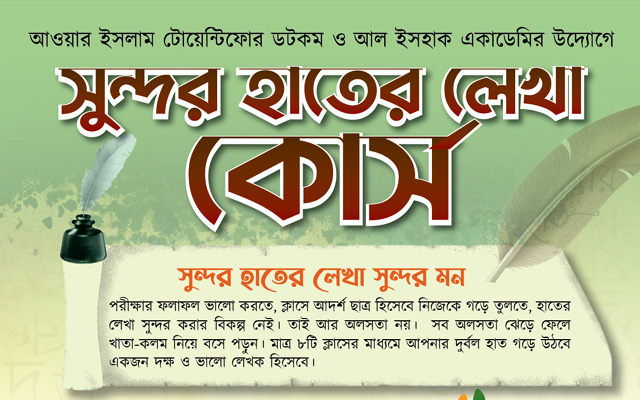 আওয়ার ইসলাম টোয়েন্টিফোর ডটকম ও আল ইসহাক একাডেমির উদ্যোগে
সুন্দর হাতের লেখা
কোর্স
সুন্দর হাতের লেখা সুন্দর মন
পরীক্ষার ফলাফল ভালো করতে, ক্লাসে আদর্শ ছাত্র হিসেবে নিজেকে গড়ে তুলতে, হাতের
লেখা সুন্দর করার বিকল্প নেই। তাই আর অলসতা নয়। সব অলসতা ঝেড়ে ফেলে
খাতা-কলম নিয়ে বসে পড়ুন। মাত্র ৮টি ক্লাসের মাধ্যমে আপনার দুর্বল হাত গড়ে উঠবে
একজন দক্ষ ও ভালো লেখক হিসেবে।